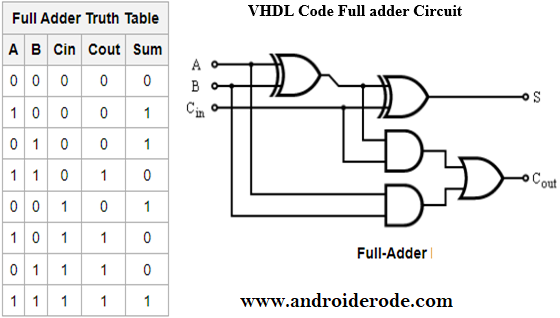 Full Adder Truth Table
A B Cin Cout Sum
0 0 0 0 0
1 0 0 0 1
0 1 0 0 1
1 1 0 1 0
0 0 1 0 1
1 0 1 1 0
0 1 1 1 0
1 1 1 1 1
VHDL Code Full adder Circuit
A
B
Cin
S
Cout
Full-Adder
www.androiderode.com